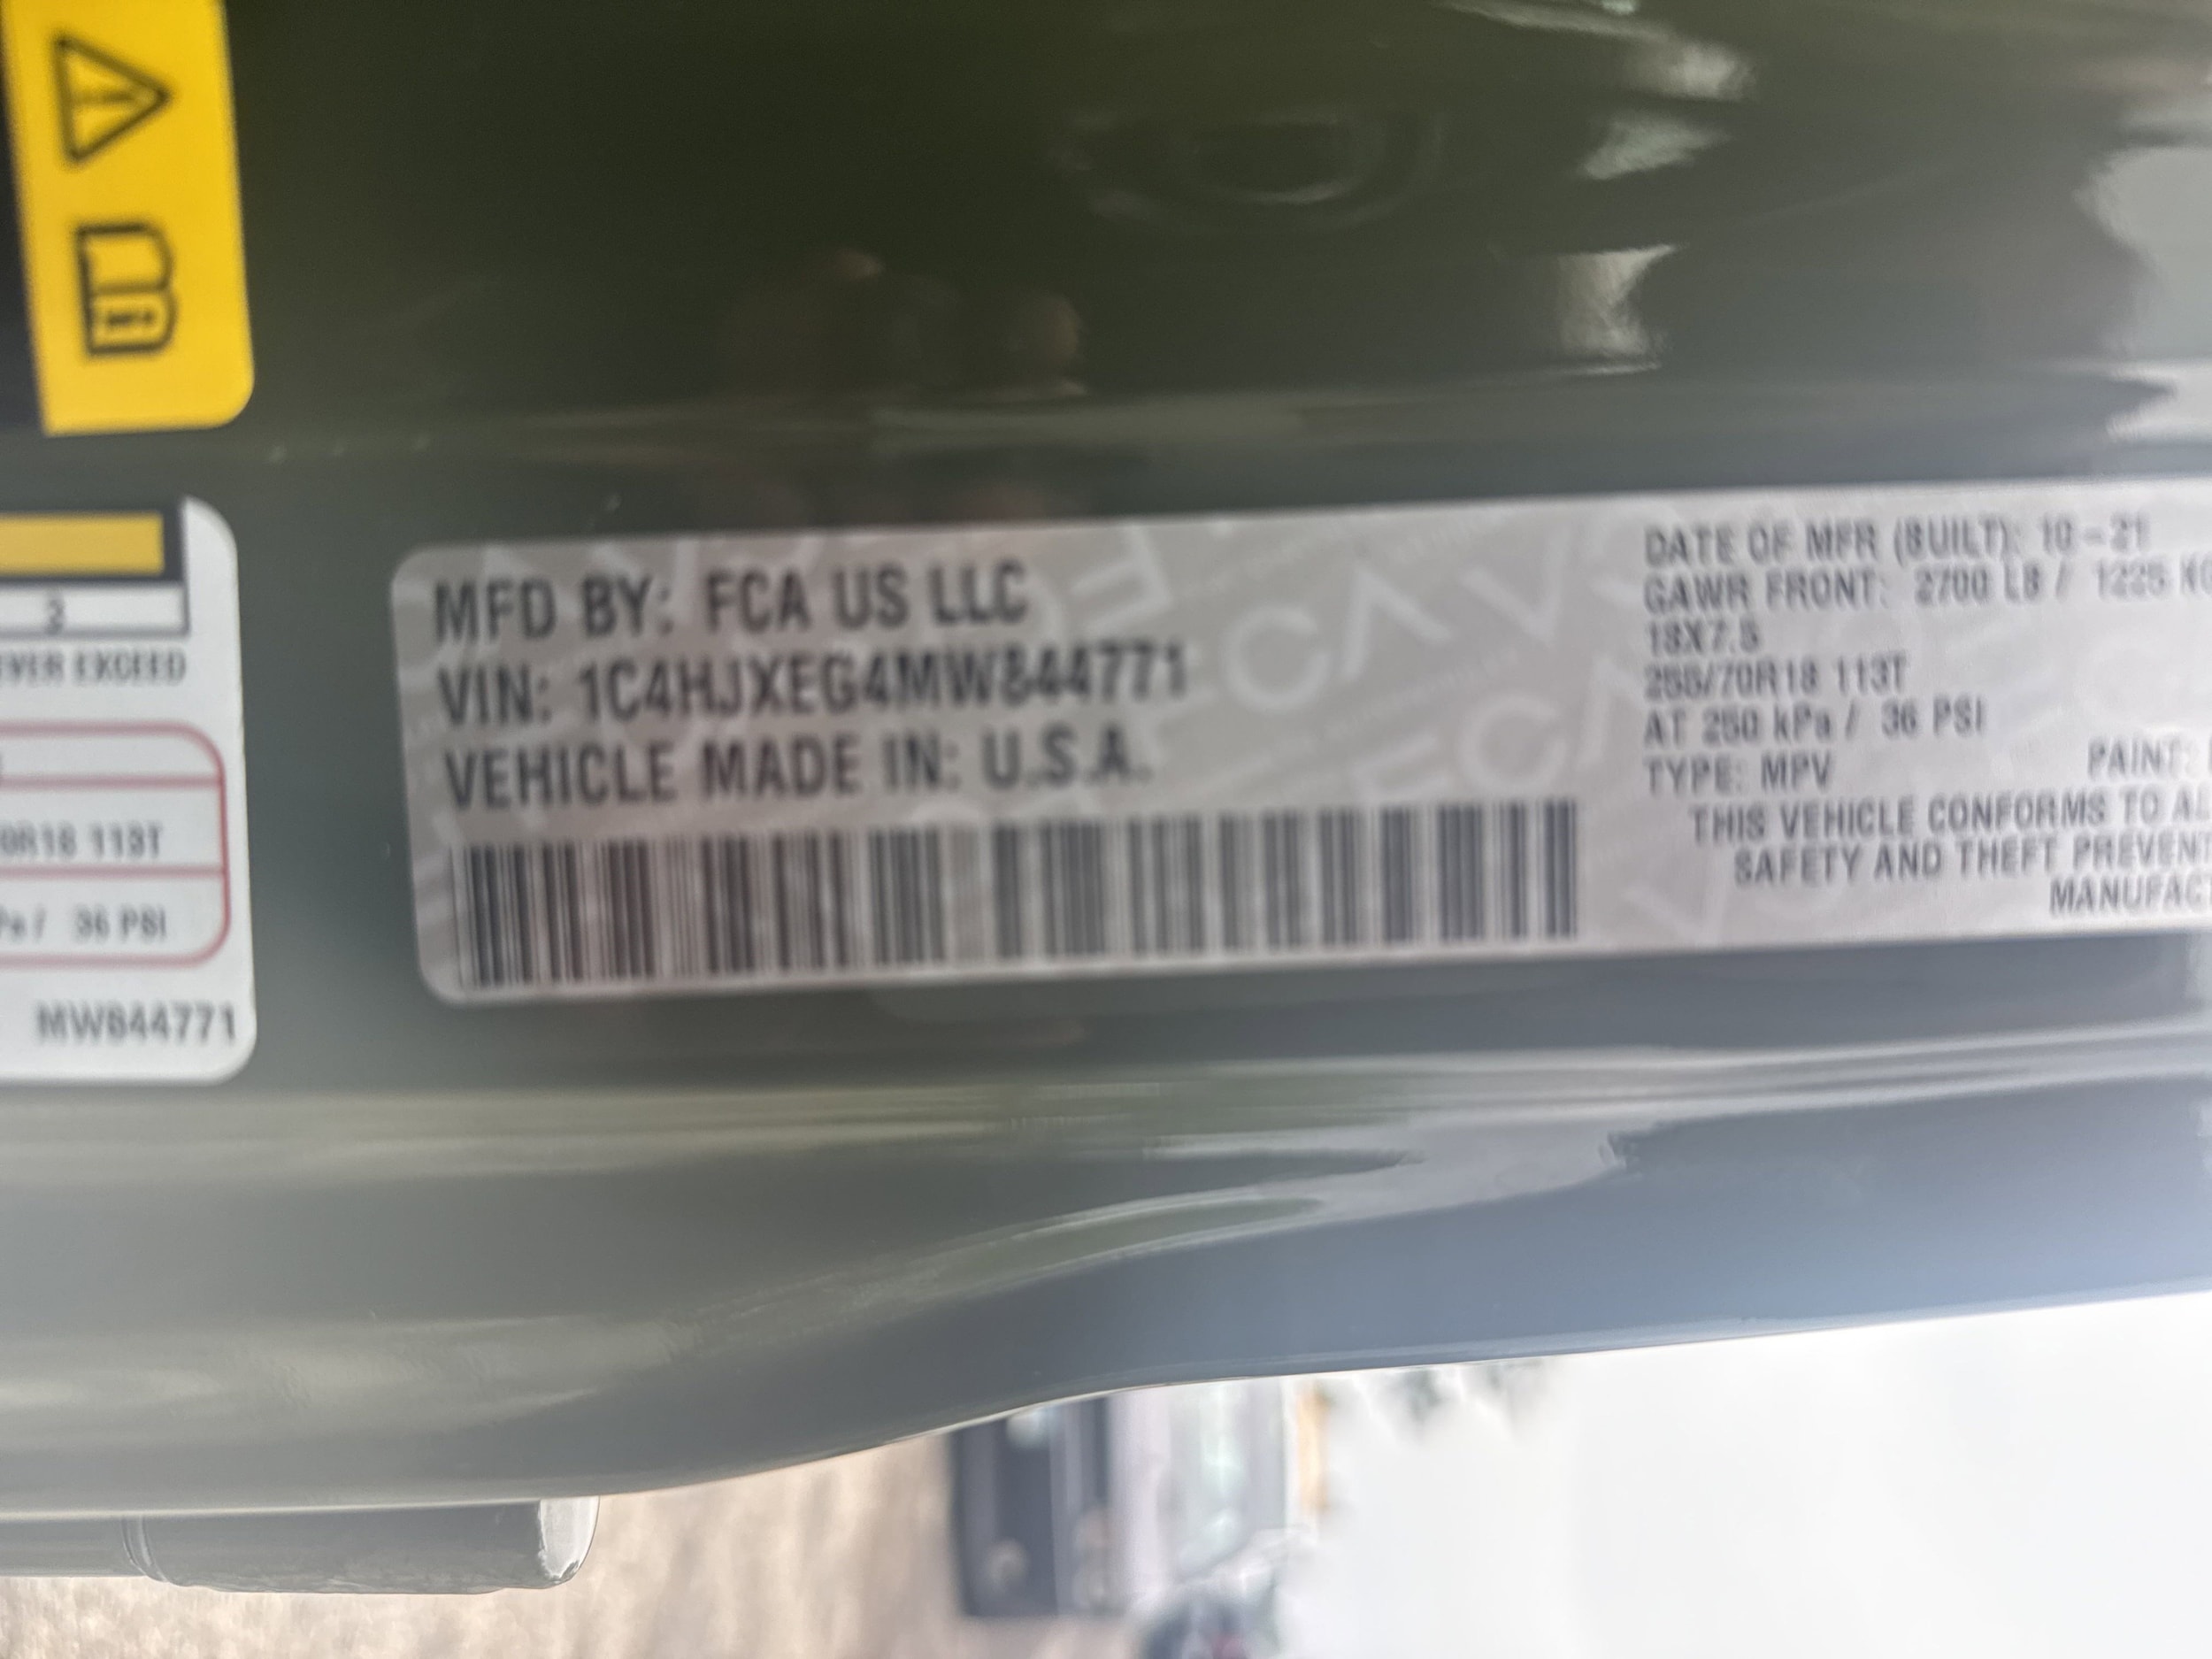 2
EVER EXCEED
0R18 113T
Pa / 36 PSI
MW844771
MFD BY: FCA US LLC
VIN: 1C4HJXEG4MW844771
VEHICLE MADE IN: U.S.A.
DATE OF MFR (BUILT): 10-21
GAWR FRONT: 2700 LB / 1225 KG
18X7.5
255/70R18 113T
AT 250 kPa / 36 PSI
TYPE: MPV PAINT:
THIS VEHICLE CONFORMS TO AL
SAFETY AND THEFT PREVENT
MANUFACT